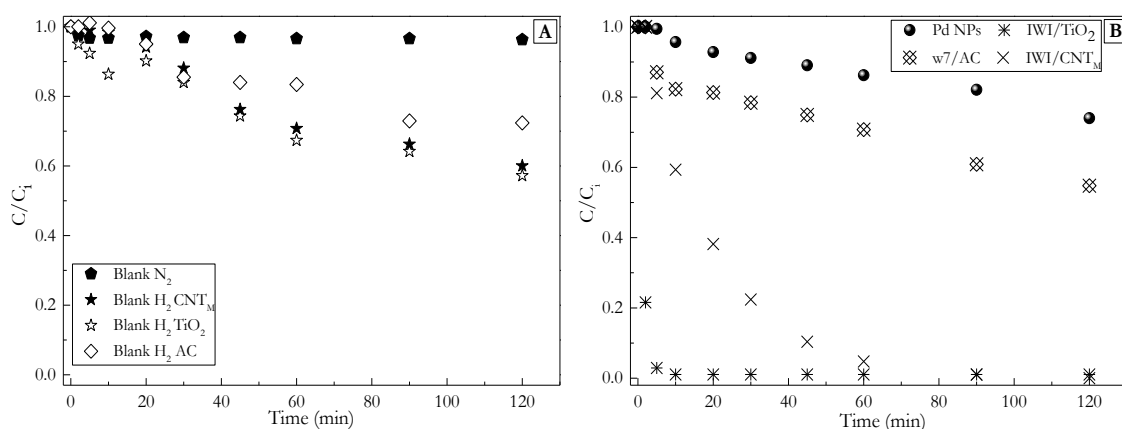 A
1.0
0.8
0.6
0.4
0.2
0.0
C/Cᵢ
Blank N₂
Blank H₂ CNT_M
Blank H₂ TiO₂
Blank H₂ AC
0 20 40 60 80 100 120
Time (min)
B
Pd NPs IWI/TiO₂
w7/AC IWI/CNT_M
1.0
0.8
0.6
0.4
0.2
0.0
C/Cᵢ
0 20 40 60 80 100 120
Time (min)